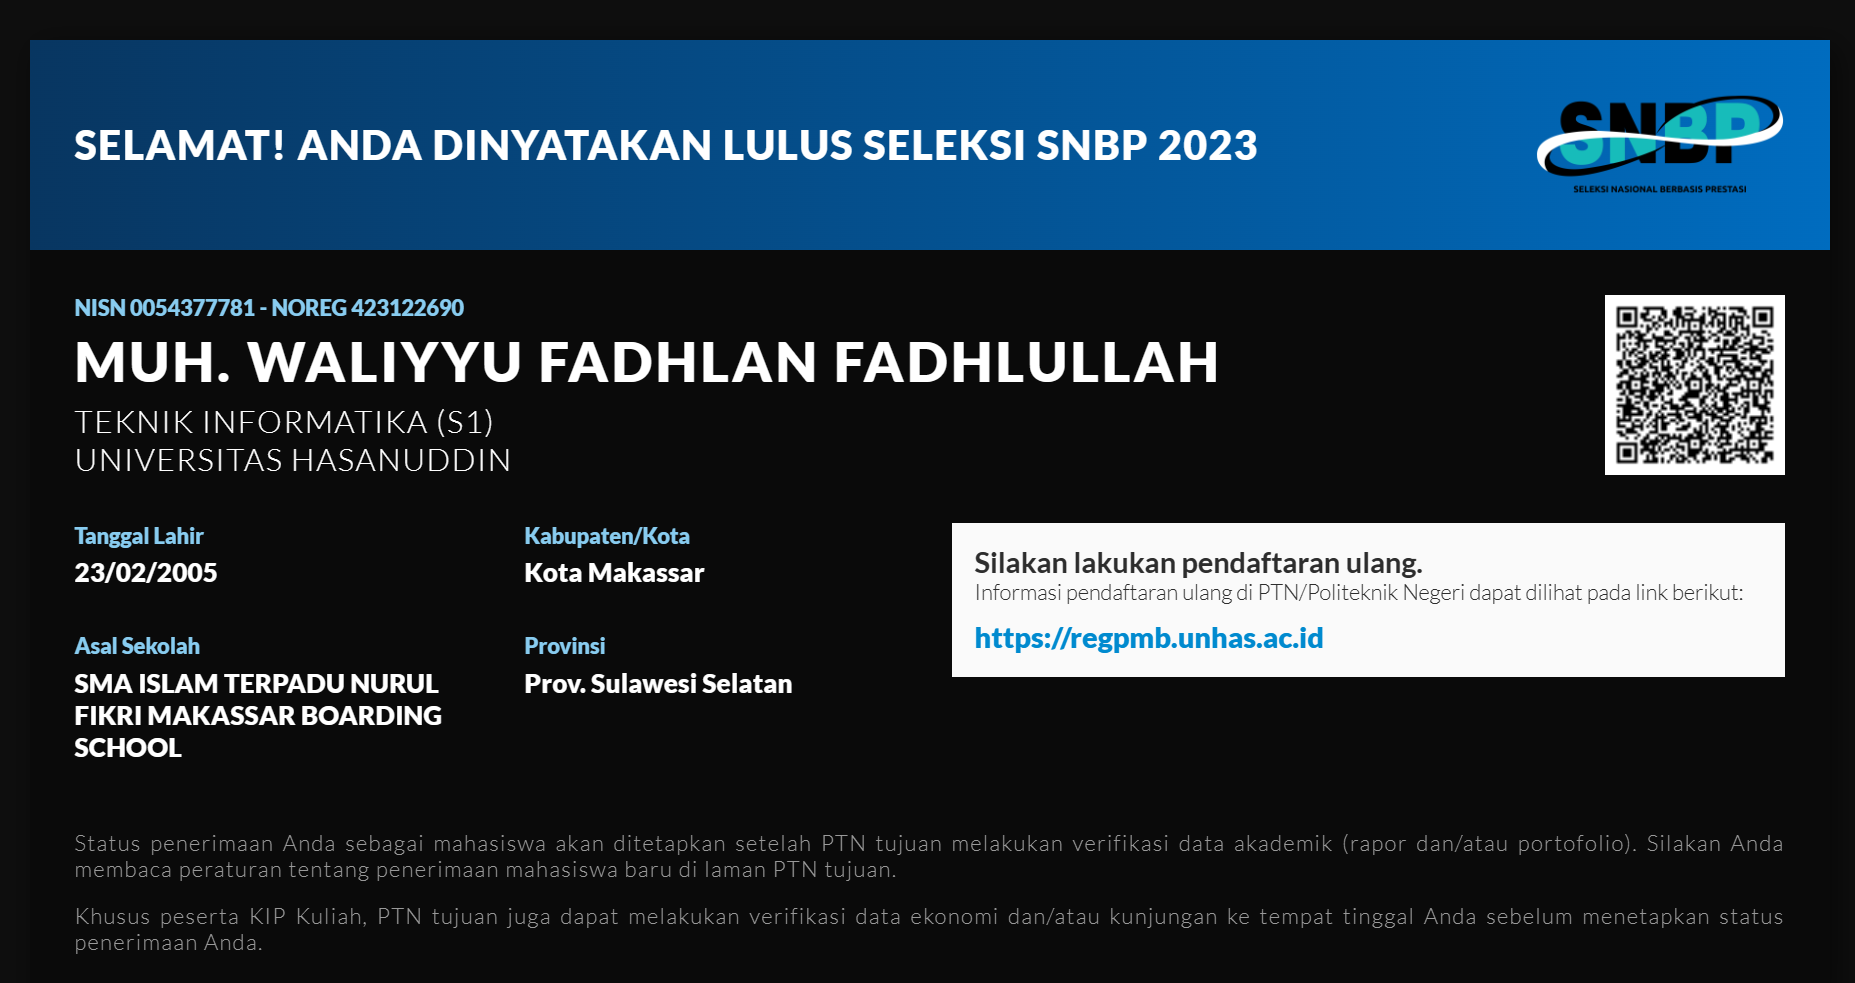 SELAMAT! ANDA DINYATAKAN LULUS SELEKSI SNBP 2023
SNBP
SELEKSI NASIONAL BERBASIS PRESTASI
NISN 0054377781 - NOREG 423122690
MUH. WALIYYU FADHLAN FADHLULLAH
TEKNIK INFORMATIKA (S1)
UNIVERSITAS HASANUDDIN
Tanggal Lahir
23/02/2005
Kabupaten/Kota
Kota Makassar
Asal Sekolah
SMA ISLAM TERPADU NURUL
FIKRI MAKASSAR BOARDING
SCHOOL
Provinsi
Prov. Sulawesi Selatan
Silakan lakukan pendaftaran ulang.
Informasi pendaftaran ulang di PTN/Politeknik Negeri dapat dilihat pada link berikut:
https://regpmb.unhas.ac.id
Status penerimaan Anda sebagai mahasiswa akan ditetapkan setelah PTN tujuan melakukan verifikasi data akademik (rapor dan/atau portofolio). Silakan Anda
membaca peraturan tentang penerimaan mahasiswa baru di laman PTN tujuan.
Khusus peserta KIP Kuliah, PTN tujuan juga dapat melakukan verifikasi data ekonomi dan/atau kunjungan ke tempat tinggal Anda sebelum menetapkan status
penerimaan Anda.